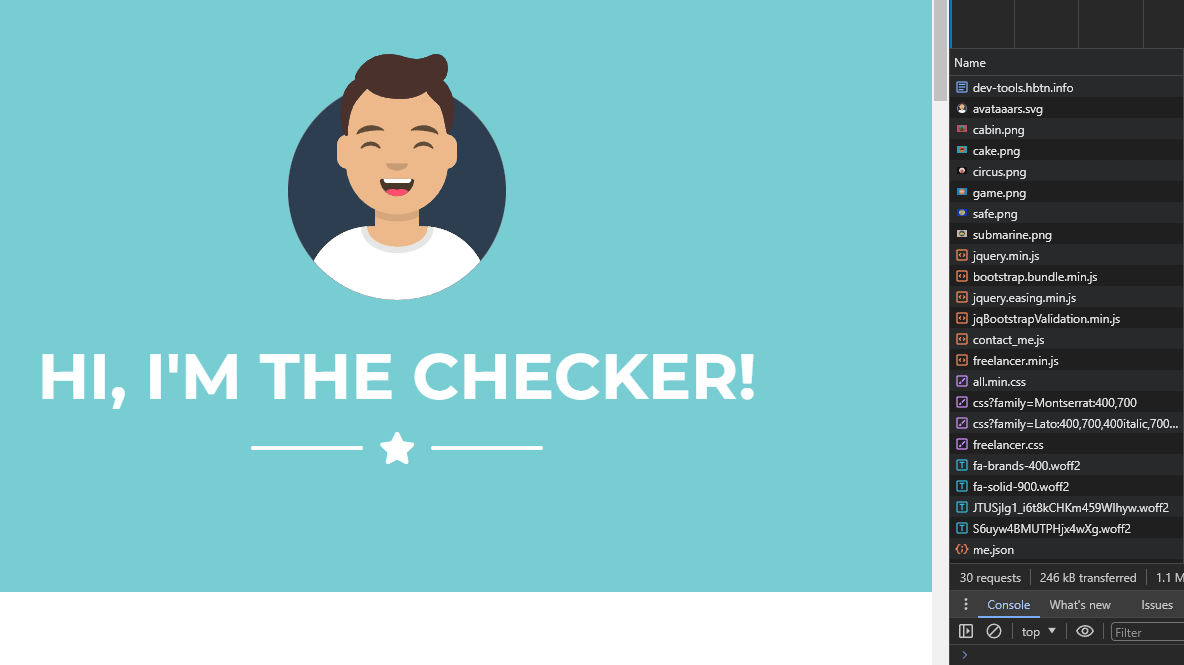 HI, I'M THE CHECKER!
Name
dev-tools.hbtn.info
avataaars.svg
cabin.png
cake.png
circus.png
game.png
safe.png
submarine.png
jquery.min.js
bootstrap.bundle.min.js
jquery.easing.min.js
jqBootstrapValidation.min.js
contact_me.js
freelancer.min.js
all.min.css
css?family=Montserrat:400,700
css?family=Lato:400,700,400italic,700...
freelancer.css
fa-brands-400.woff2
fa-solid-900.woff2
JTUSjIg1_i6t8kCHKm459Wlhyw.woff2
S6uyw4BMUTPHjx4wXg.woff2
me.json
30 requests 246 kB transferred 1.1 M
Console What's new Issues
top Filter